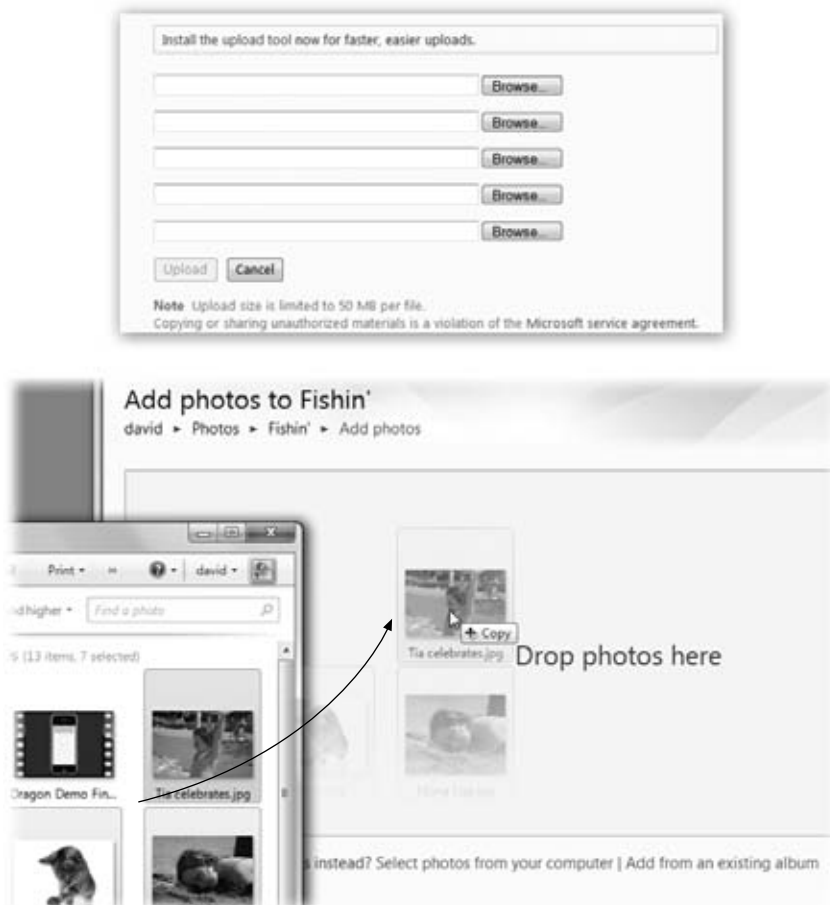 Install the upload tool now for faster, easier uploads.
Browse...
Browse...
Browse...
Browse...
Browse...
Upload Cancel
Note Upload size is limited to 50 MB per file.
Copying or sharing unauthorized materials is a violation of the Microsoft service agreement.
Add photos to Fishin'
david ► Photos ► Fishin' ► Add photos
Print david
higher Find a photo
(13 items, 7 selected)
Copy
Tia celebrates.jpg
Drop photos here
Dragon Demo Fin... Tia celebrates.jpg
instead? Select photos from your computer | Add from an existing album